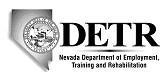 DETR
Nevada Department of Employment,
Training and Rehabilitation